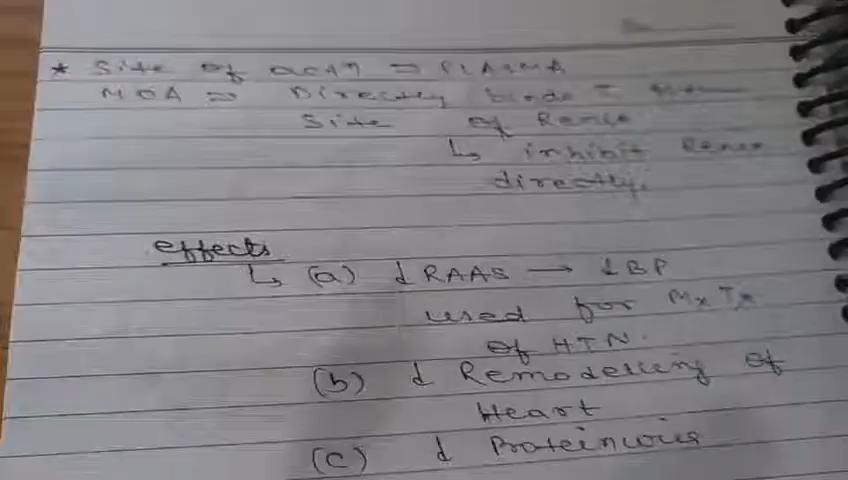 * Site of actn ⇒ PLASMA
MOA ⇒ Directly binds
Site of Renin
↳ inhibit Renin
directly.
effects
↳ (a) ↓ RAAS → ↓BP
used for Mx Tx
of HTN.
(b) ↓ Remodelling of
Heart
(c) ↓ Proteinuria